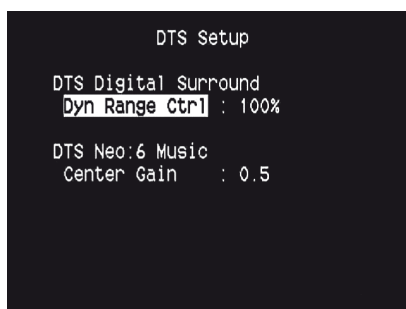 DTS Setup
DTS Digital Surround
Dyn Range Ctrl : 100%
DTS Neo:6 Music
Center Gain : 0.5